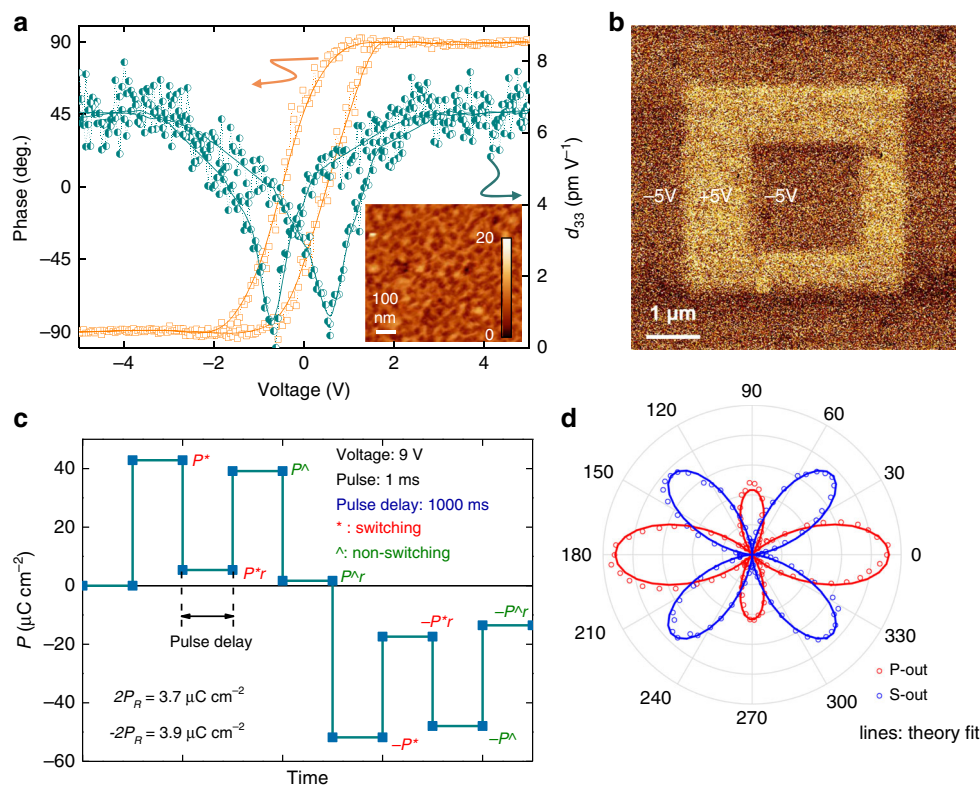 a
90
45
0
−45
−90
Phase (deg.)
−4
−2
0
2
4
Voltage (V)
8
6
4
2
0
d33 (pm V−1)
20
0
100
nm
b
−5V
+5V
−5V
1 µm
c
40
20
0
−20
−40
−60
P (µC cm−2)
P*
P^
P*r
P^r
Voltage: 9 V
Pulse: 1 ms
Pulse delay: 1000 ms
* : switching
^: non-switching
Pulse delay
−P*r
−P^r
−P*
−P^
2PR = 3.7 µC cm−2
-2PR = 3.9 µC cm−2
Time
d
90
120
60
150
30
180
0
210
330
240
300
270
P-out
S-out
lines: theory fit